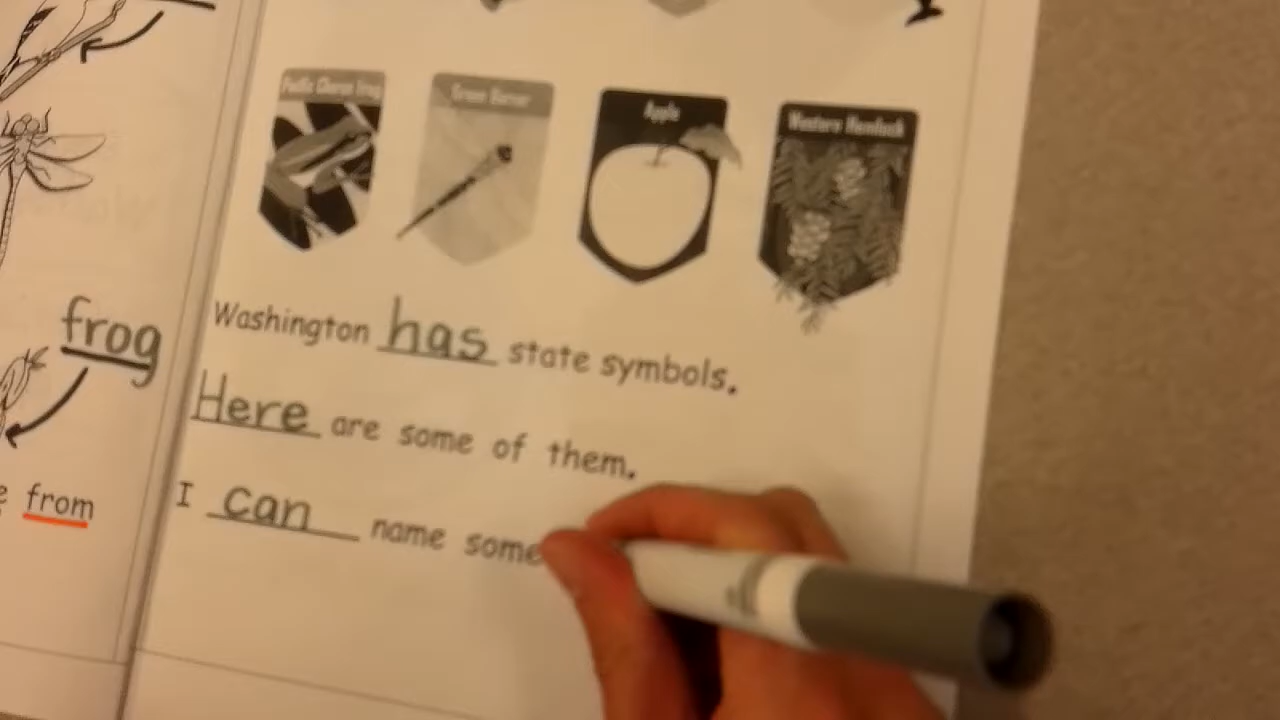 Pacific Chorus Frog
Green Darner
Apple
Western Hemlock
frog
Washington has state symbols.
Here are some of them.
I can name some
from